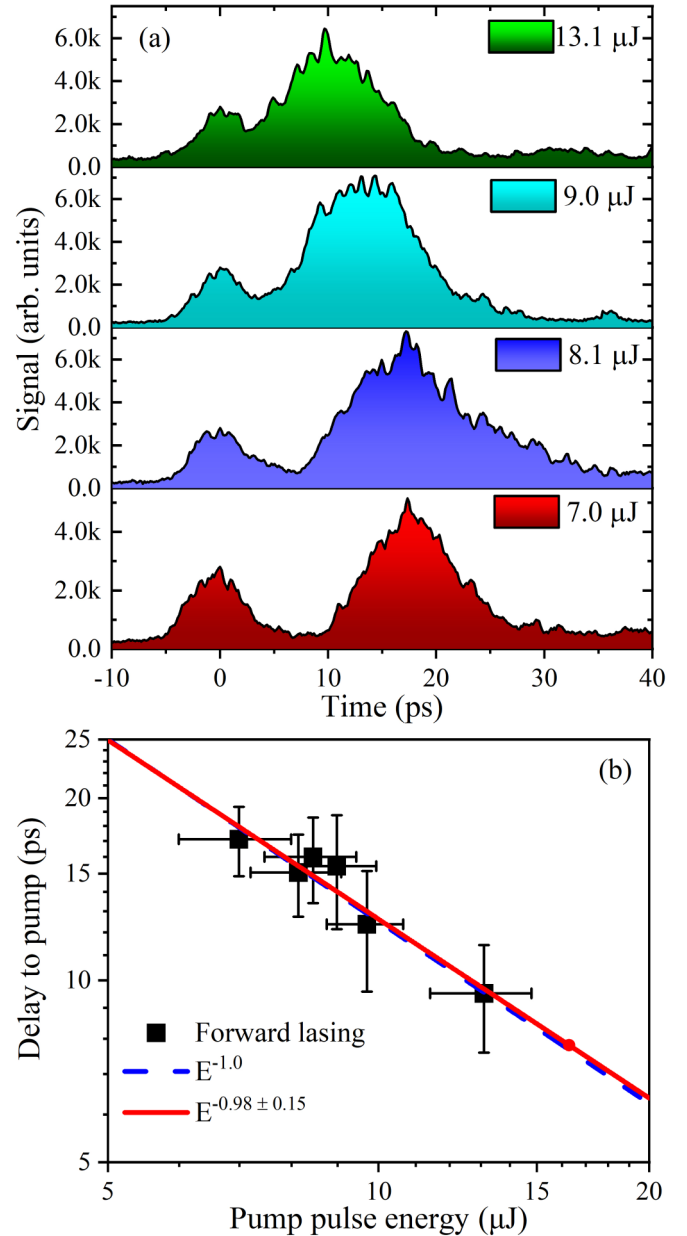 (a)
13.1 μJ
6.0k
4.0k
2.0k
0.0
9.0 μJ
6.0k
4.0k
2.0k
0.0
8.1 μJ
6.0k
4.0k
2.0k
0.0
7.0 μJ
4.0k
2.0k
0.0
Signal (arb. units)
-10 0 10 20 30 40
Time (ps)
(b)
25
20
15
10
5
Delay to pump (ps)
Forward lasing
E^-1.0
E^-0.98 ± 0.15
5 10 15 20
Pump pulse energy (μJ)